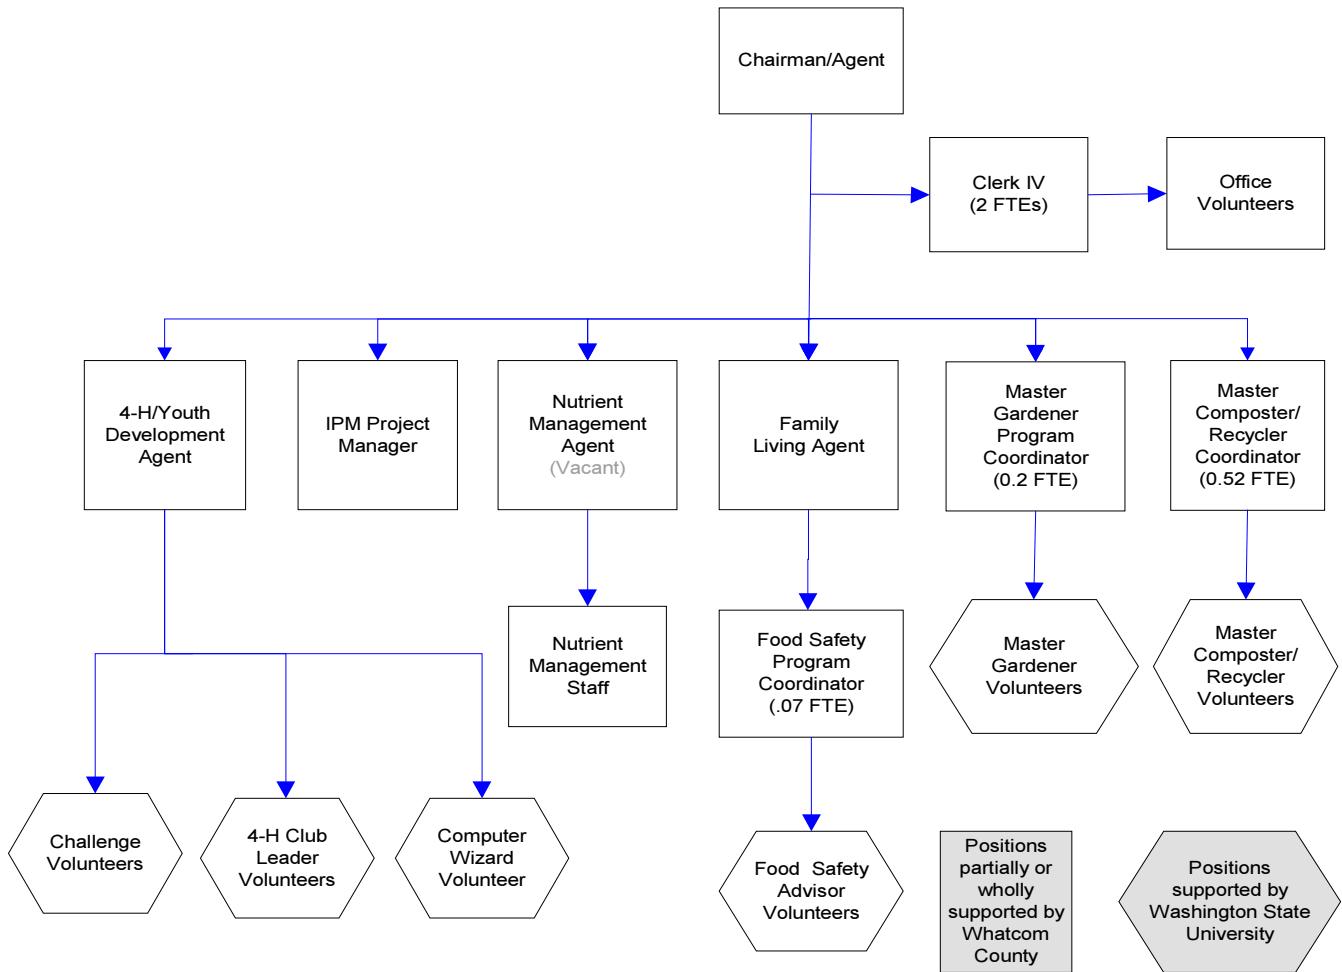 Chairman/Agent
Clerk IV
(2 FTEs)
Office
Volunteers
4-H/Youth
Development
Agent
IPM Project
Manager
Nutrient
Management
Agent
(Vacant)
Family
Living Agent
Master
Gardener
Program
Coordinator
(0.2 FTE)
Master
Composter/
Recycler
Coordinator
(0.52 FTE)
Nutrient
Management
Staff
Food Safety
Program
Coordinator
(.07 FTE)
Master
Gardener
Volunteers
Master
Composter/
Recycler
Volunteers
Challenge
Volunteers
4-H Club
Leader
Volunteers
Computer
Wizard
Volunteer
Food  Safety
Advisor
Volunteers
Positions
partially or
wholly
supported by
Whatcom
County
Positions
supported by
Washington State
University